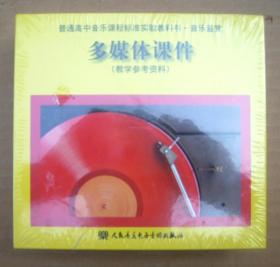 普通高中音乐课程标准实验教科书·音乐鉴赏
多媒体课件
(教学参考资料)
人民音乐电子音像出版社